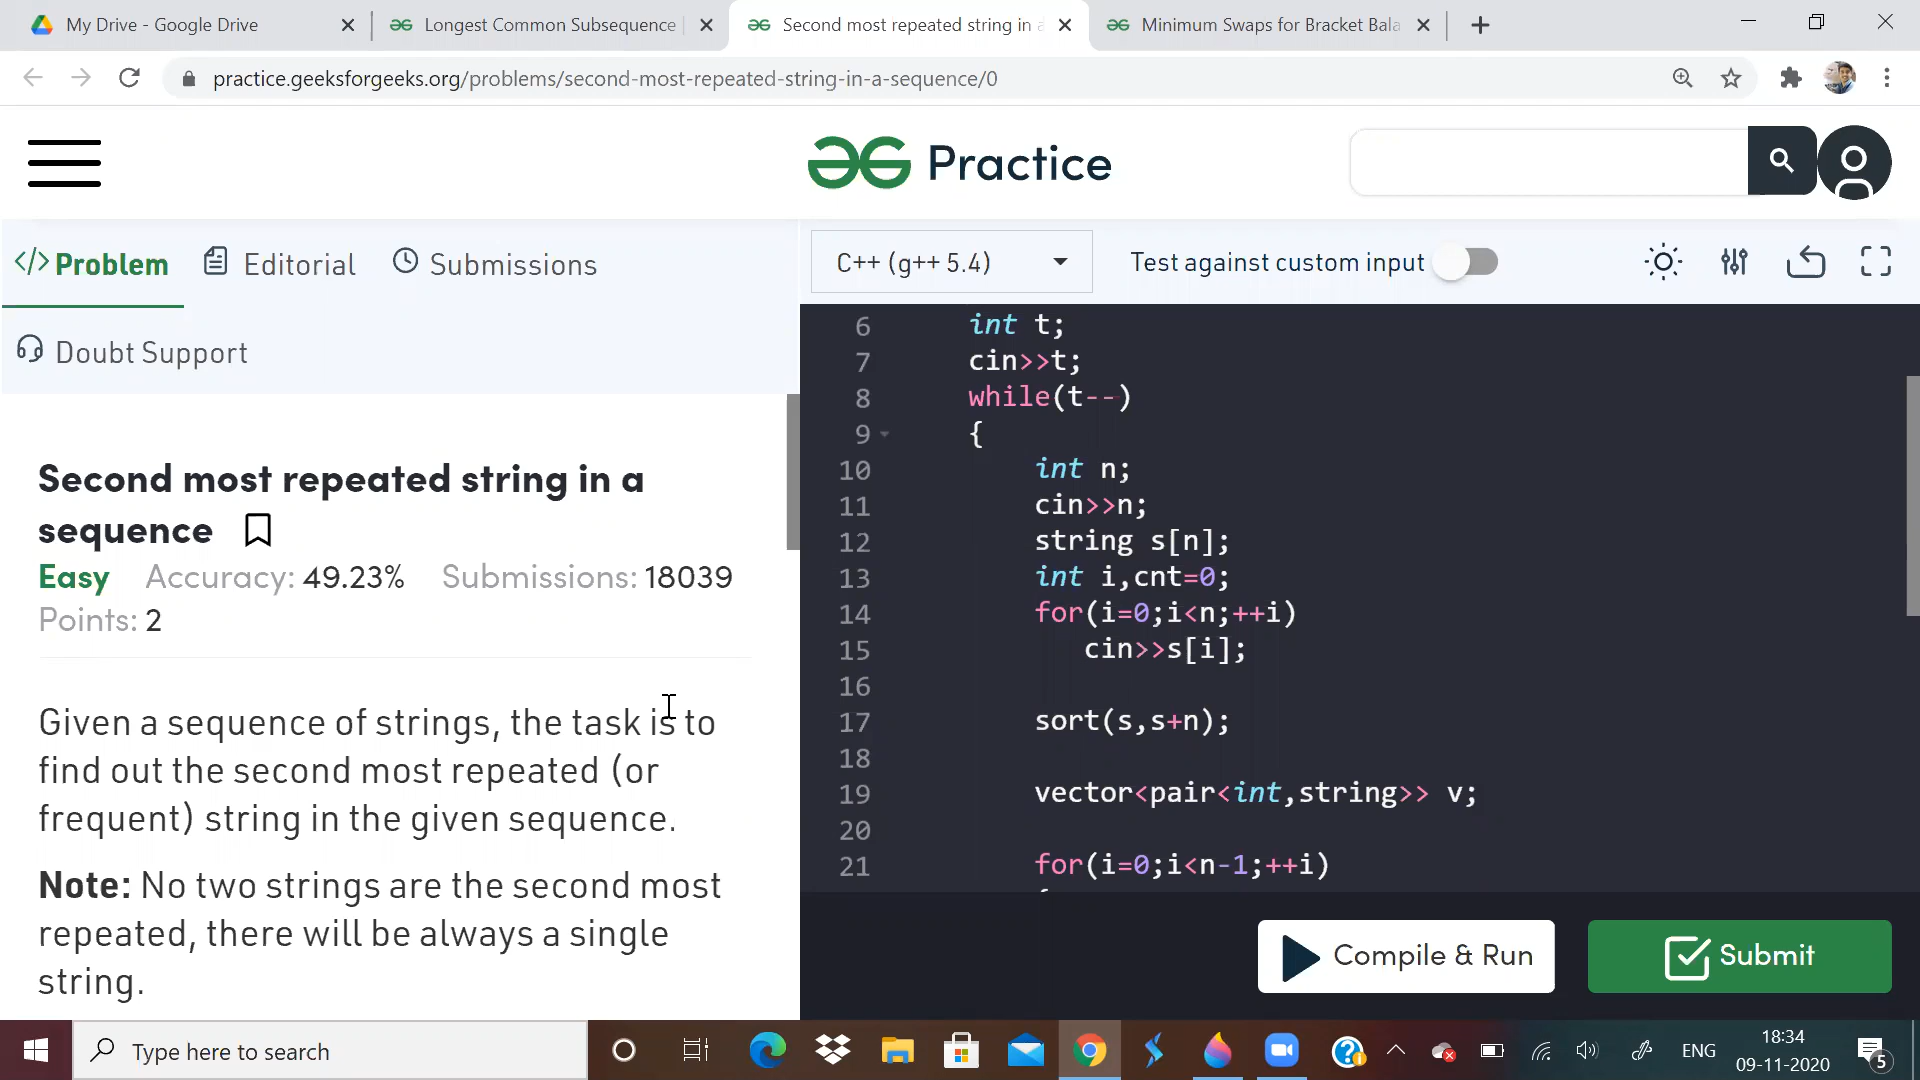 My Drive - Google Drive
Longest Common Subsequence
Second most repeated string in a
Minimum Swaps for Bracket Bala
practice.geeksforgeeks.org/problems/second-most-repeated-string-in-a-sequence/0
Practice
</> Problem
Editorial
Submissions
Doubt Support
C++ (g++ 5.4)
Test against custom input
Second most repeated string in a
sequence
Easy Accuracy: 49.23% Submissions: 18039
Points: 2
Given a sequence of strings, the task is to
find out the second most repeated (or
frequent) string in the given sequence.
Note: No two strings are the second most
repeated, there will be always a single
string.
6 int t;
7 cin>>t;
8 while(t--)
9 {
10 int n;
11 cin>>n;
12 string s[n];
13 int i,cnt=0;
14 for(i=0;i<n;++i)
15 cin>>s[i];
16
17 sort(s,s+n);
18
19 vector<pair<int,string>> v;
20
21 for(i=0;i<n-1;++i)
Compile & Run
Submit
Type here to search
ENG
18:34
09-11-2020
5